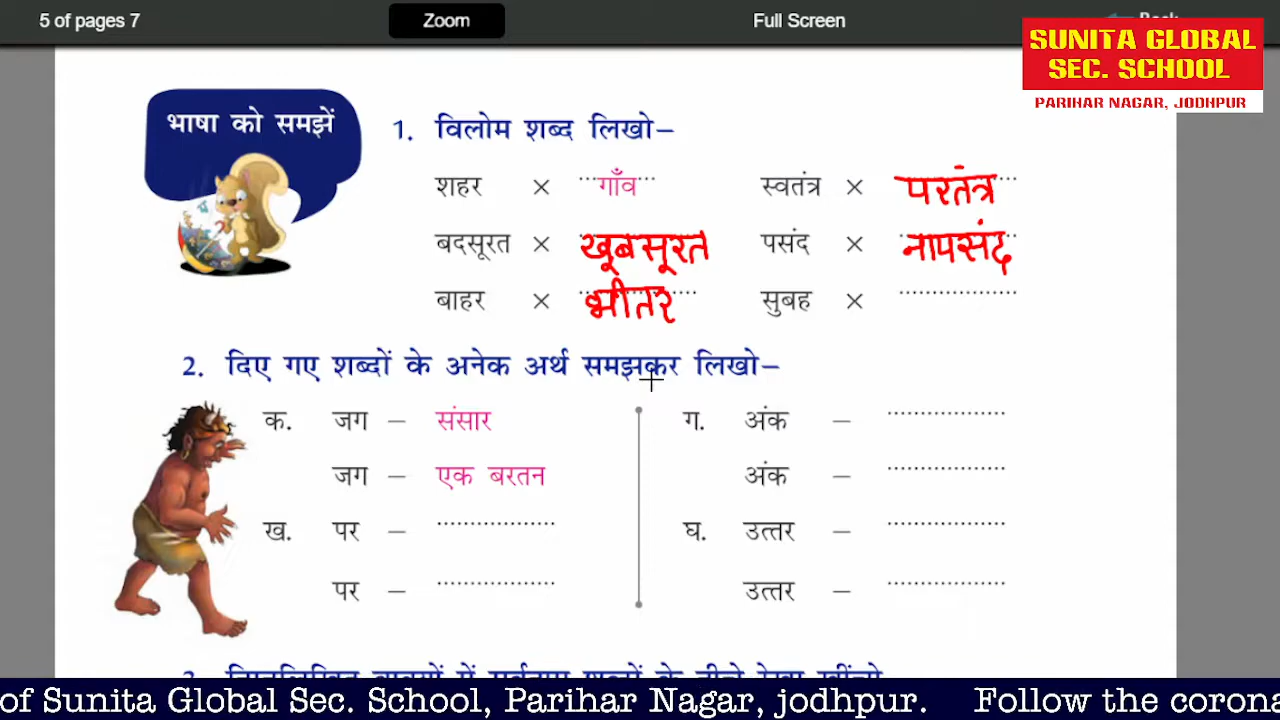 5 of pages 7 Zoom Full Screen
SUNITA GLOBAL
SEC. SCHOOL
PARIHAR NAGAR, JODHPUR
भाषा को समझें
1. विलोम शब्द लिखो–
शहर × गाँव स्वतंत्र × परतंत्र
बदसूरत × खूबसूरत पसंद × नापसंद
बाहर × भीतर सुबह × ..................
2. दिए गए शब्दों के अनेक अर्थ समझकर लिखो–
क. जग – संसार ग. अंक – ..................
जग – एक बरतन अंक – ..................
ख. पर – .................. घ. उत्तर – ..................
पर – .................. उत्तर – ..................
of Sunita Global Sec. School, Parihar Nagar, jodhpur. Follow the corona